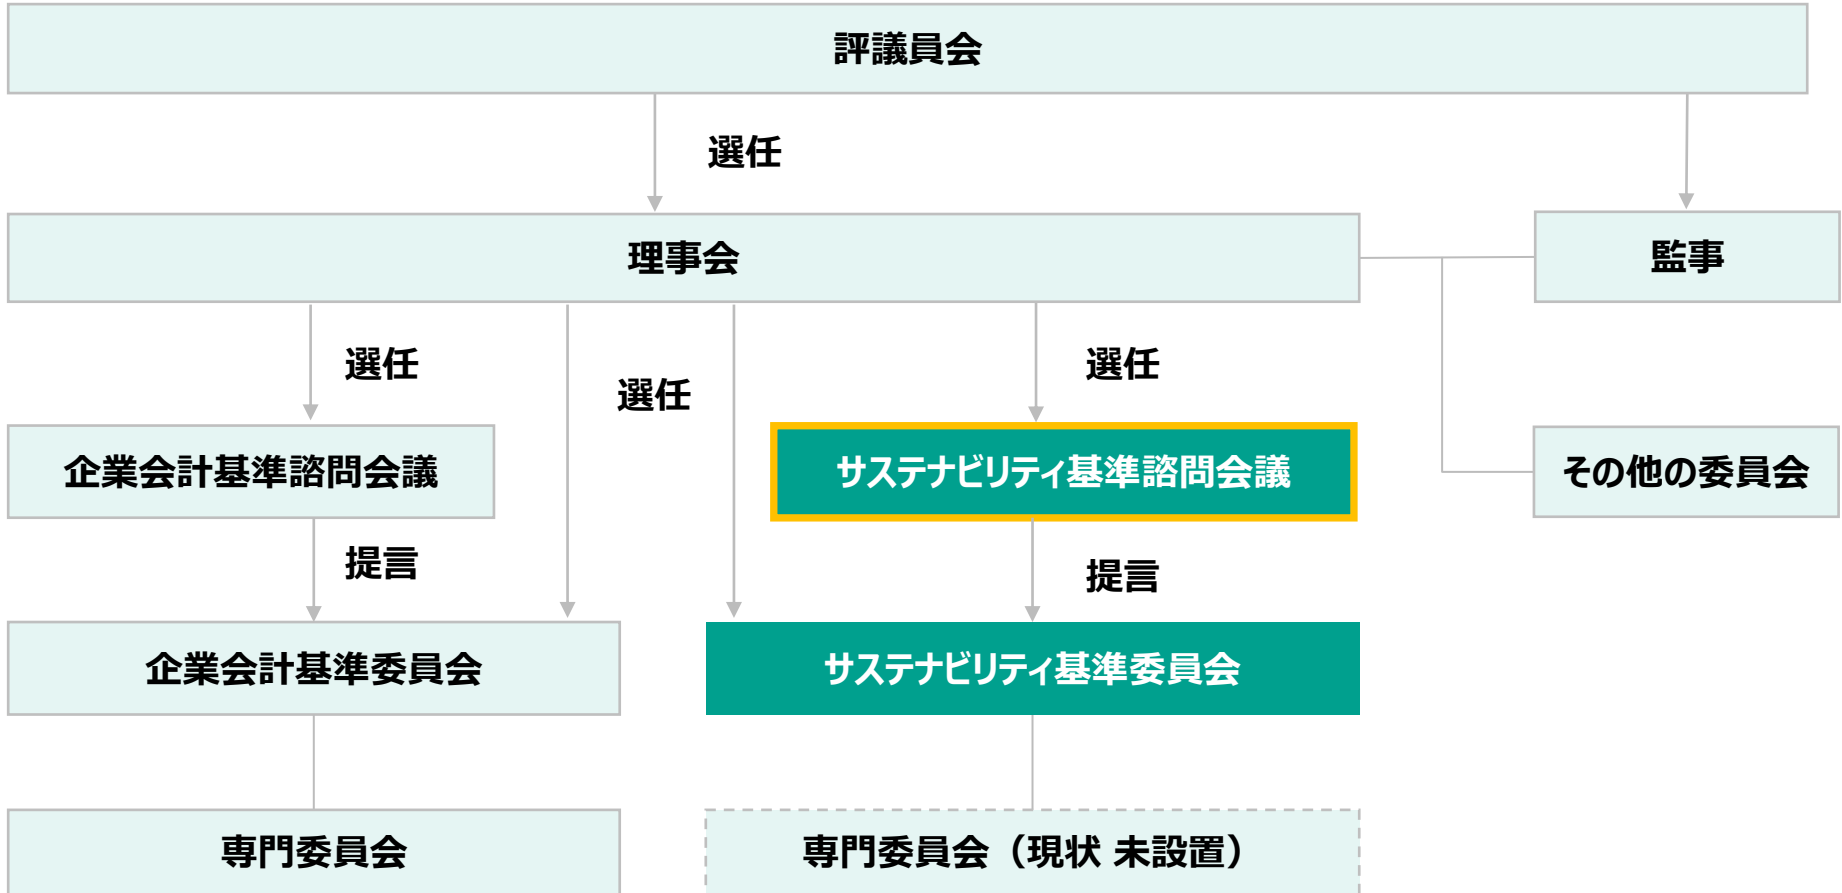 評議員会
選任
理事会
監事
選任
選任
選任
企業会計基準諮問会議
サステナビリティ基準諮問会議
その他の委員会
提言
提言
企業会計基準委員会
サステナビリティ基準委員会
専門委員会
専門委員会（現状 未設置）